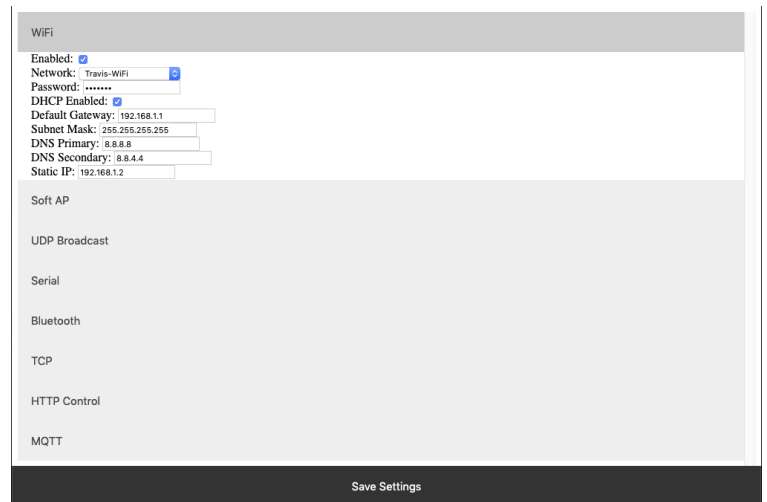 WiFi
Enabled:
Network: Travis-WiFi
Password: •••••••
DHCP Enabled:
Default Gateway: 192.168.1.1
Subnet Mask: 255.255.255.255
DNS Primary: 8.8.8.8
DNS Secondary: 8.8.4.4
Static IP: 192.168.1.2
Soft AP
UDP Broadcast
Serial
Bluetooth
TCP
HTTP Control
MQTT
Save Settings